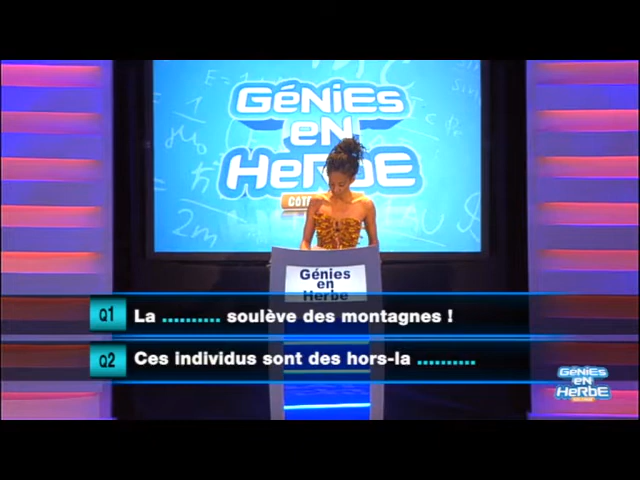 GéNiES
eN
HeRbE
Génies
en
Herbe
Q1 La .......... soulève des montagnes !
Q2 Ces individus sont des hors-la ..........
GéNiES
eN
HeRbE